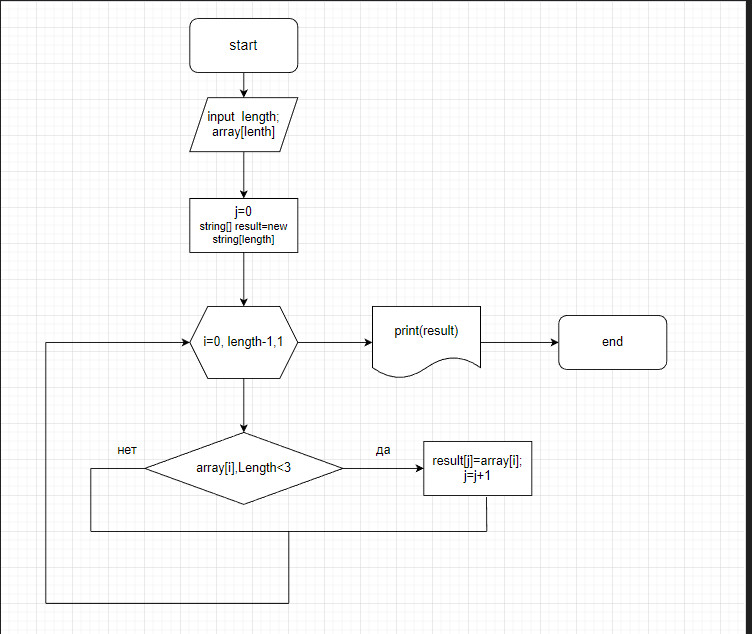 start
input length;
array[lenth]
j=0
string[] result=new
string[length]
i=0, length-1,1
print(result)
end
нет
array[i],Length<3
да
result[j]=array[i];
j=j+1